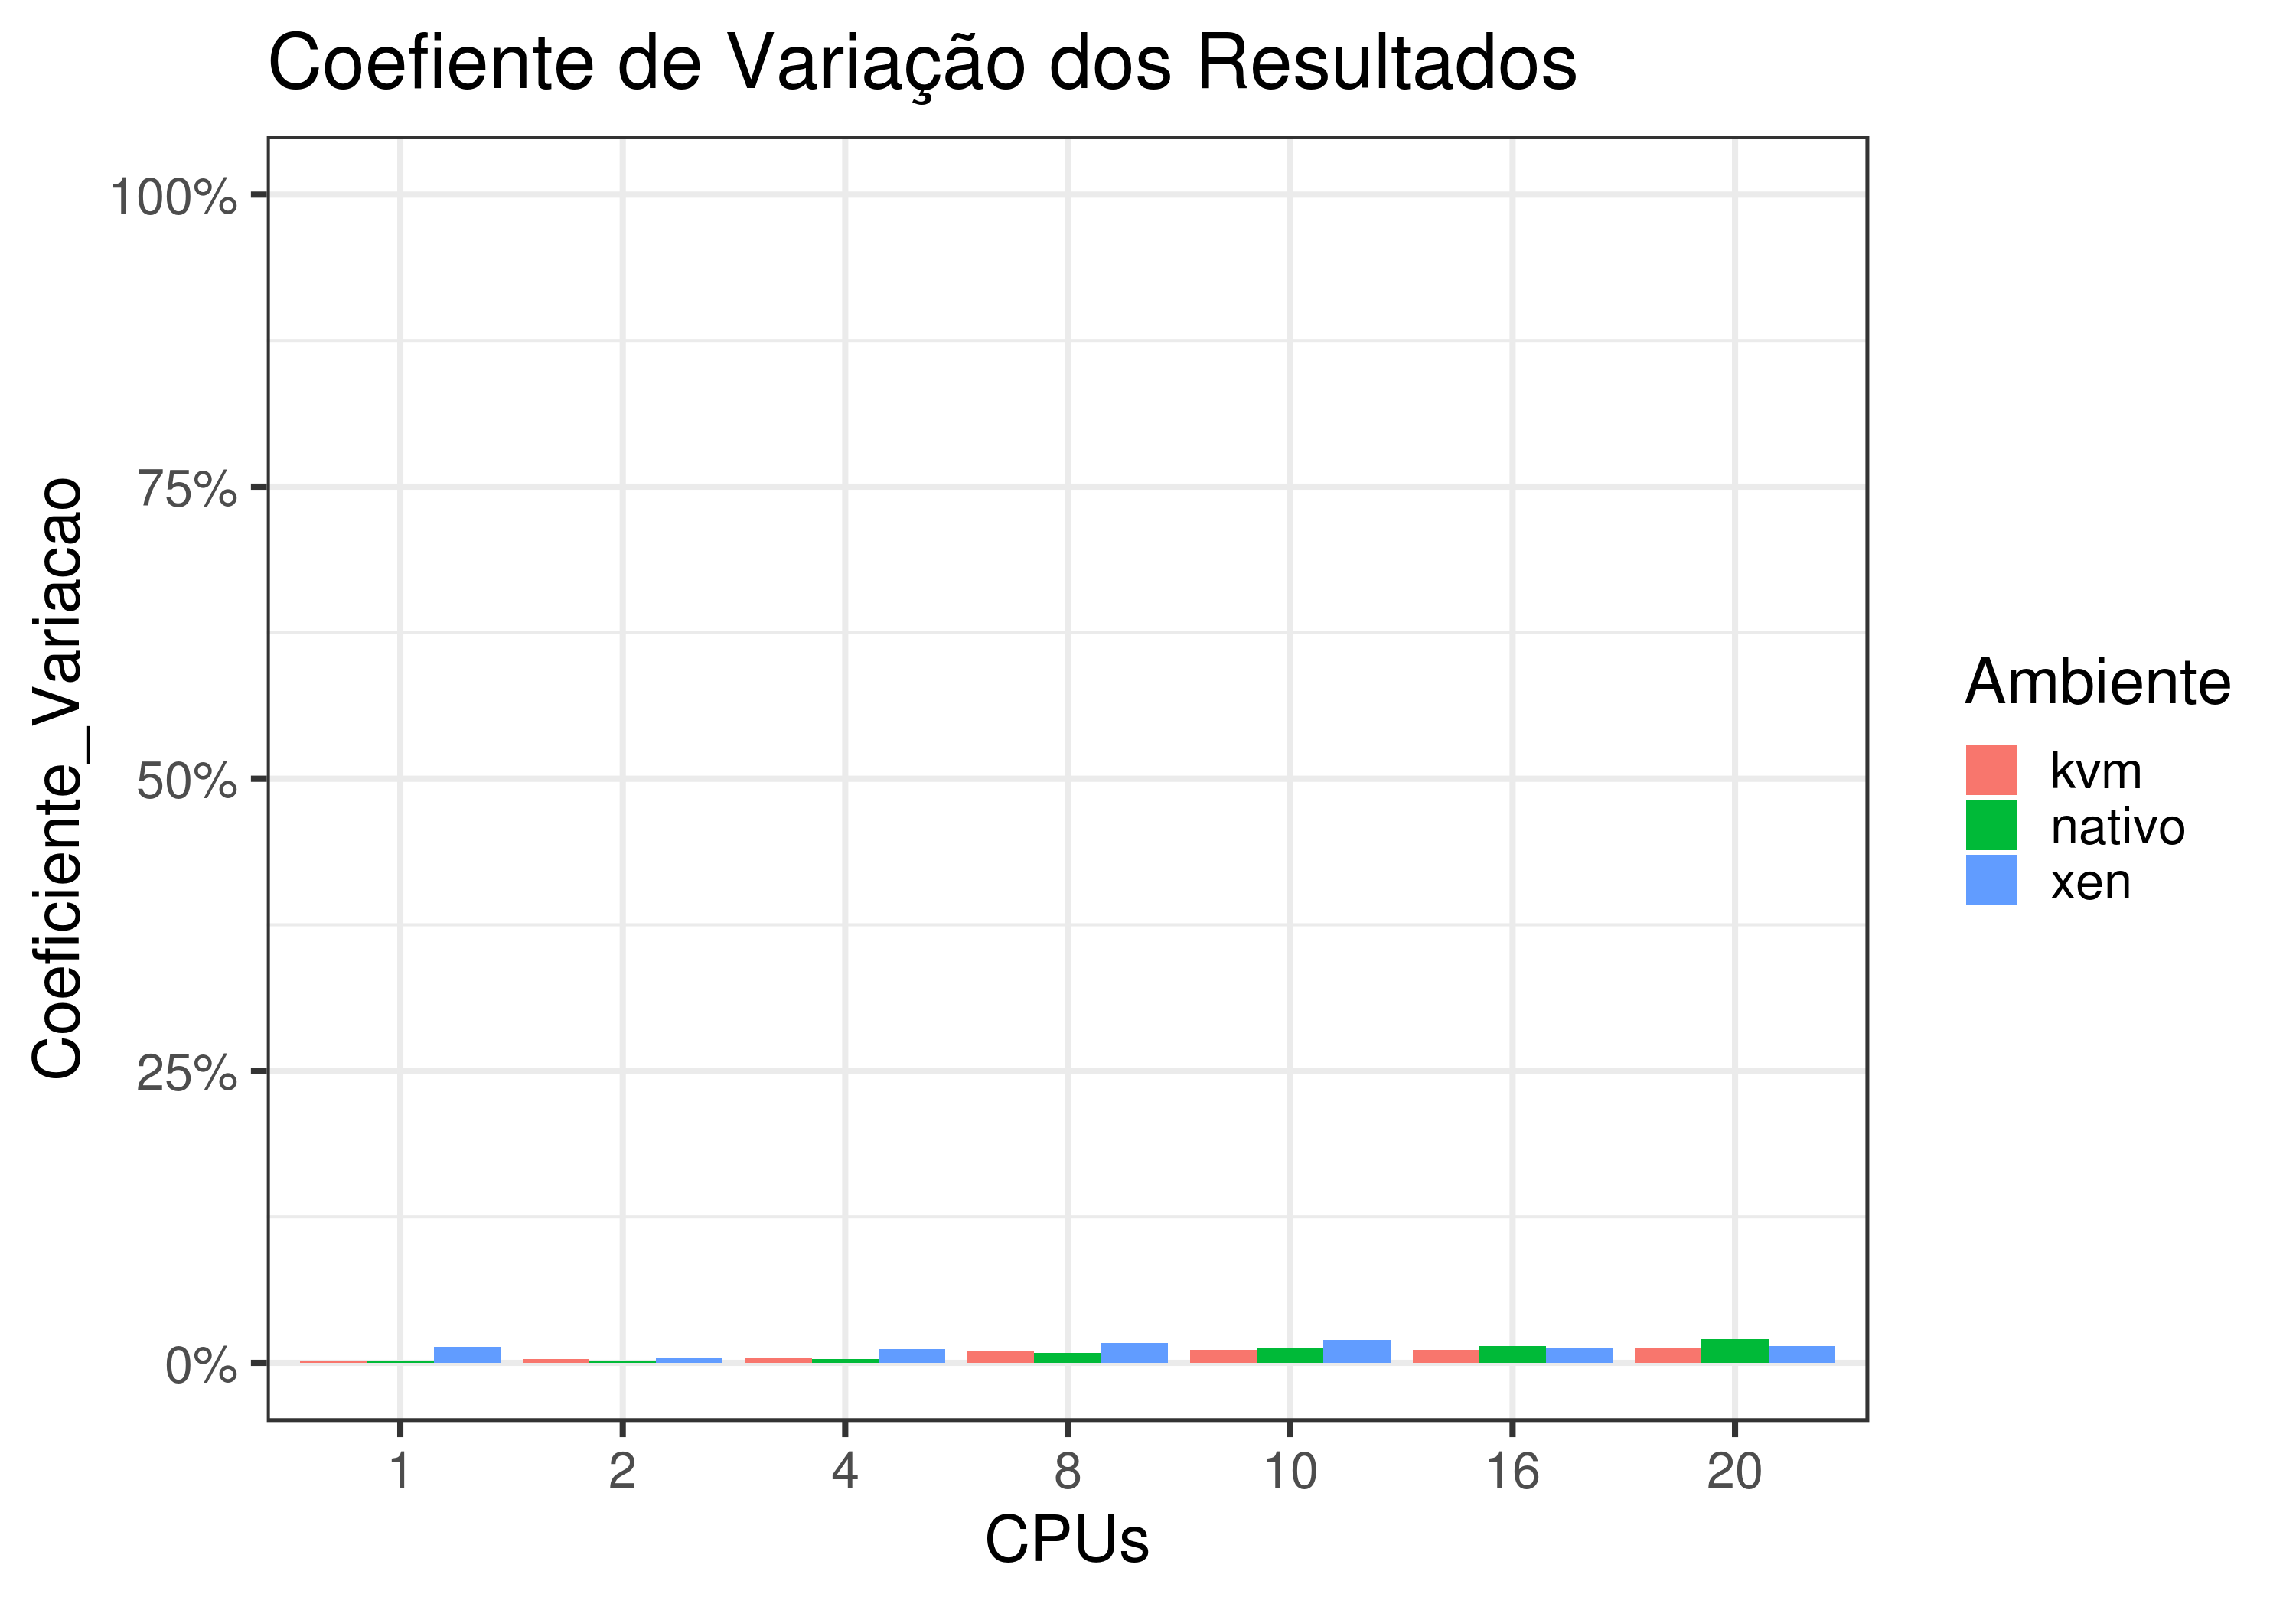 Coefiente de Variação dos Resultados
Coeficiente_Variacao
100%
75%
50%
25%
0%
1 2 4 8 10 16 20
CPUs
Ambiente
kvm
nativo
xen